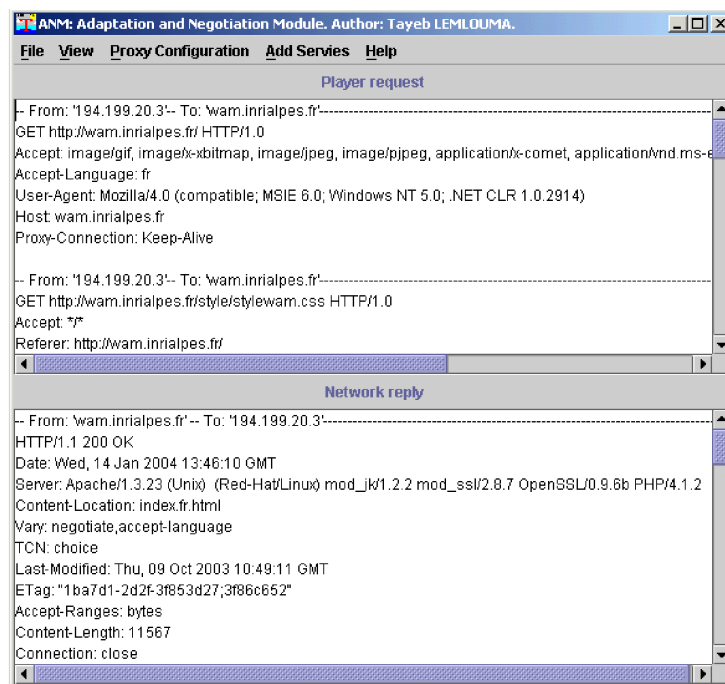 ANM: Adaptation and Negotiation Module. Author: Tayeb LEMLOUMA.
File View Proxy Configuration Add Servies Help
Player request
-- From: '194.199.20.3'-- To: 'wam.inrialpes.fr'--------------------
GET http://wam.inrialpes.fr/ HTTP/1.0
Accept: image/gif, image/x-xbitmap, image/jpeg, image/pjpeg, application/x-comet, application/vnd.ms-e
Accept-Language: fr
User-Agent: Mozilla/4.0 (compatible; MSIE 6.0; Windows NT 5.0; .NET CLR 1.0.2914)
Host: wam.inrialpes.fr
Proxy-Connection: Keep-Alive
-- From: '194.199.20.3'-- To: 'wam.inrialpes.fr'--------------------
GET http://wam.inrialpes.fr/style/stylewam.css HTTP/1.0
Accept: */*
Referer: http://wam.inrialpes.fr/
Network reply
-- From: 'wam.inrialpes.fr'-- To: '194.199.20.3'--------------------
HTTP/1.1 200 OK
Date: Wed, 14 Jan 2004 13:46:10 GMT
Server: Apache/1.3.23 (Unix) (Red-Hat/Linux) mod_jk/1.2.2 mod_ssl/2.8.7 OpenSSL/0.9.6b PHP/4.1.2
Content-Location: index.fr.html
Vary: negotiate,accept-language
TCN: choice
Last-Modified: Thu, 09 Oct 2003 10:49:11 GMT
ETag: "1ba7d1-2d2f-3f853d27;3f86c652"
Accept-Ranges: bytes
Content-Length: 11567
Connection: close